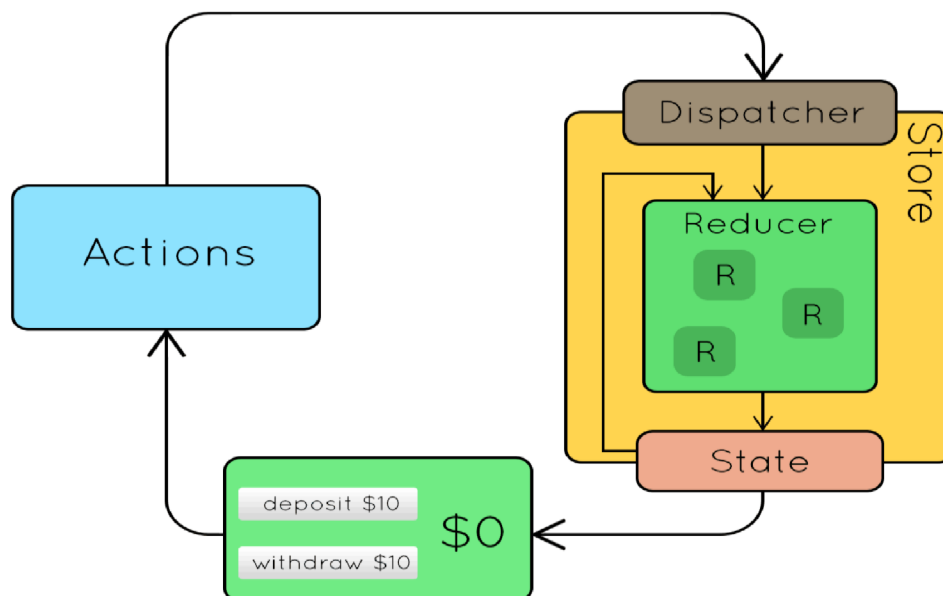 Dispatcher
Store
Reducer
R
R
R
Actions
State
deposit $10
$0
withdraw $10